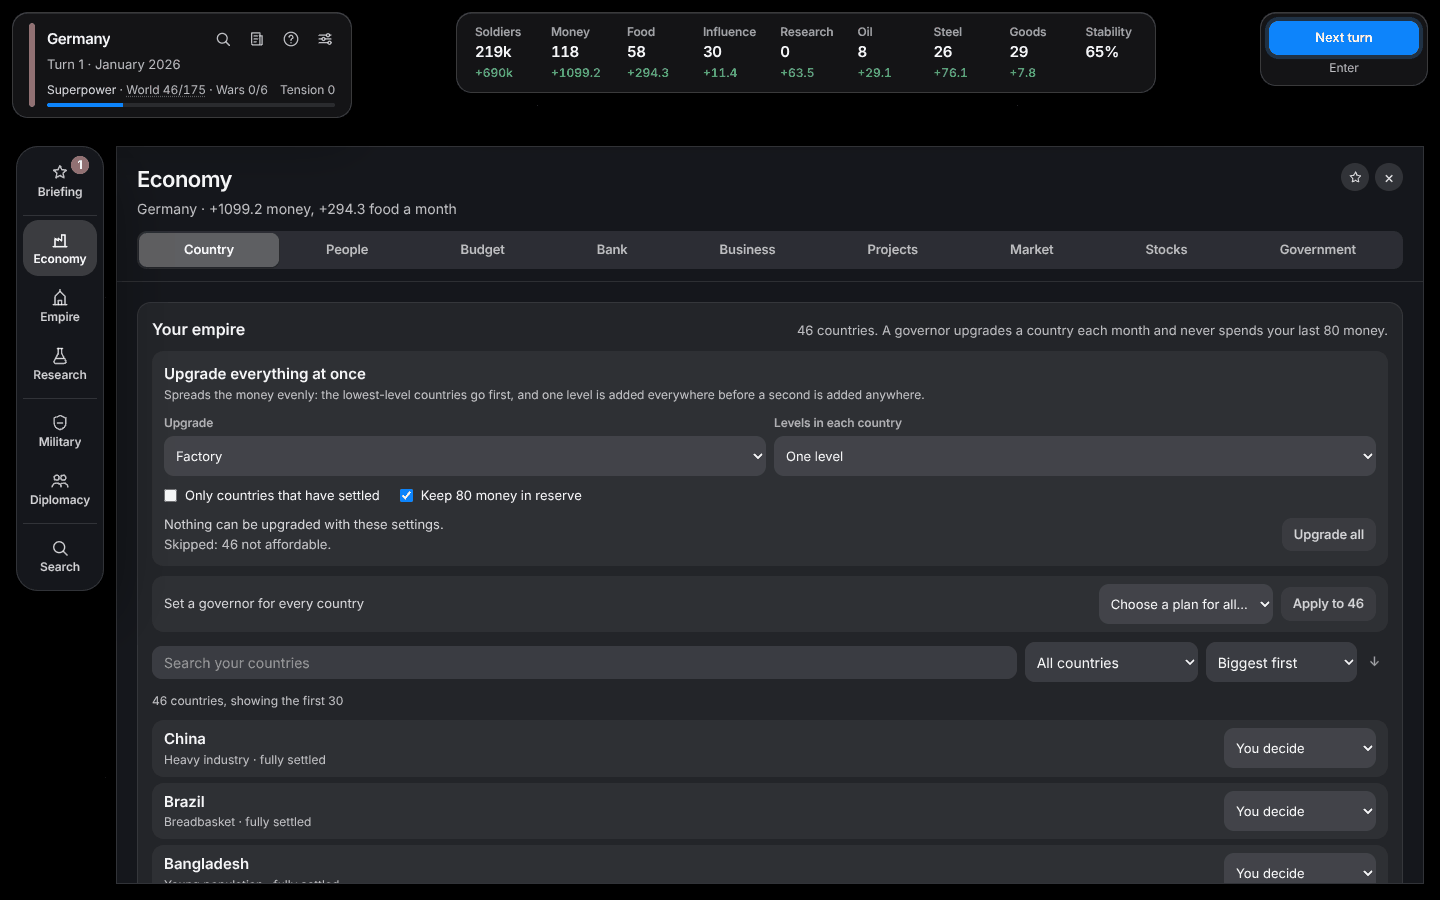 Germany
Turn 1 · January 2026
Superpower · World 46/175 · Wars 0/6 Tension 0
Soldiers Money Food Influence Research Oil Steel Goods Stability
219k 118 58 30 0 8 26 29 65%
+690k +1099.2 +294.3 +11.4 +63.5 +29.1 +76.1 +7.8
Next turn
Enter
1
Briefing
Economy
Empire
Research
Military
Diplomacy
Search
Economy
Germany · +1099.2 money, +294.3 food a month
Country People Budget Bank Business Projects Market Stocks Government
Your empire
46 countries. A governor upgrades a country each month and never spends your last 80 money.
Upgrade everything at once
Spreads the money evenly: the lowest-level countries go first, and one level is added everywhere before a second is added anywhere.
Upgrade Levels in each country
Factory One level
Only countries that have settled Keep 80 money in reserve
Nothing can be upgraded with these settings.
Skipped: 46 not affordable.
Upgrade all
Set a governor for every country
Choose a plan for all... Apply to 46
Search your countries All countries Biggest first
46 countries, showing the first 30
China
Heavy industry · fully settled
You decide
Brazil
Breadbasket · fully settled
You decide
Bangladesh
Young population · fully settled
You decide